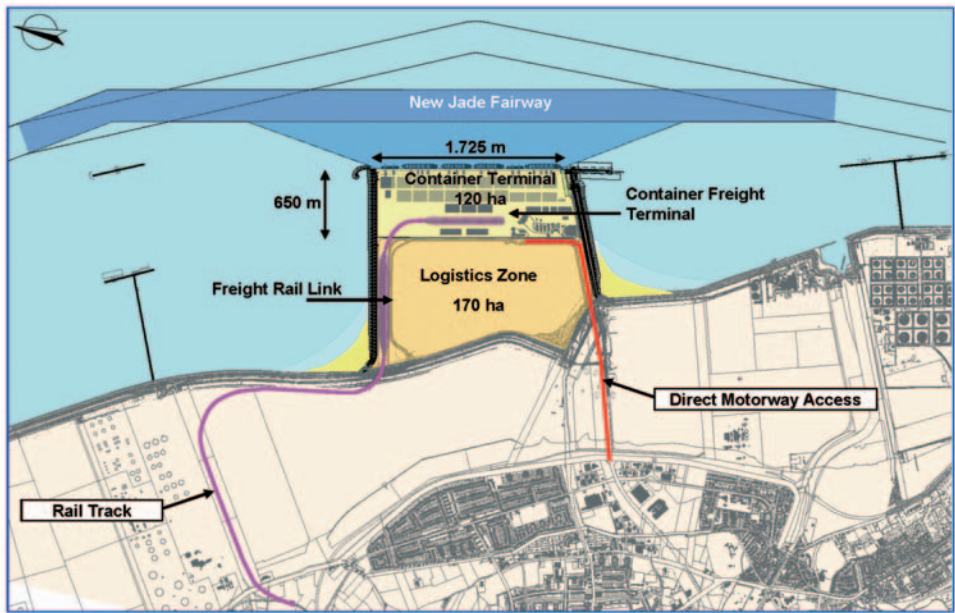 New Jade Fairway
1.725 m
Container Terminal
120 ha
650 m
Container Freight
Terminal
Freight Rail Link
Logistics Zone
170 ha
Direct Motorway Access
Rail Track